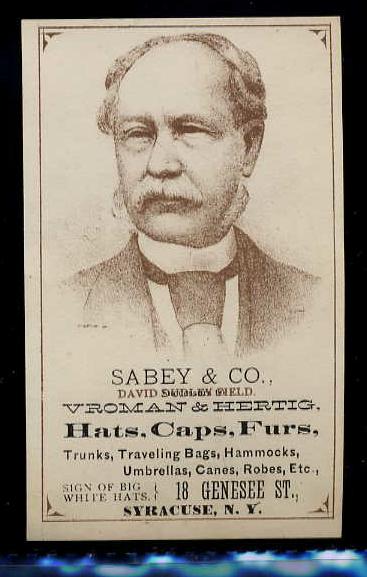 SABEY & CO.,
DAVID DUDLEY FIELD.
VROMAN & HERTIG.
Hats, Caps, Furs,
Trunks, Traveling Bags, Hammocks,
Umbrellas, Canes, Robes, Etc.,
SIGN OF BIG
WHITE HATS.
18 GENESEE ST.,
SYRACUSE, N. Y.